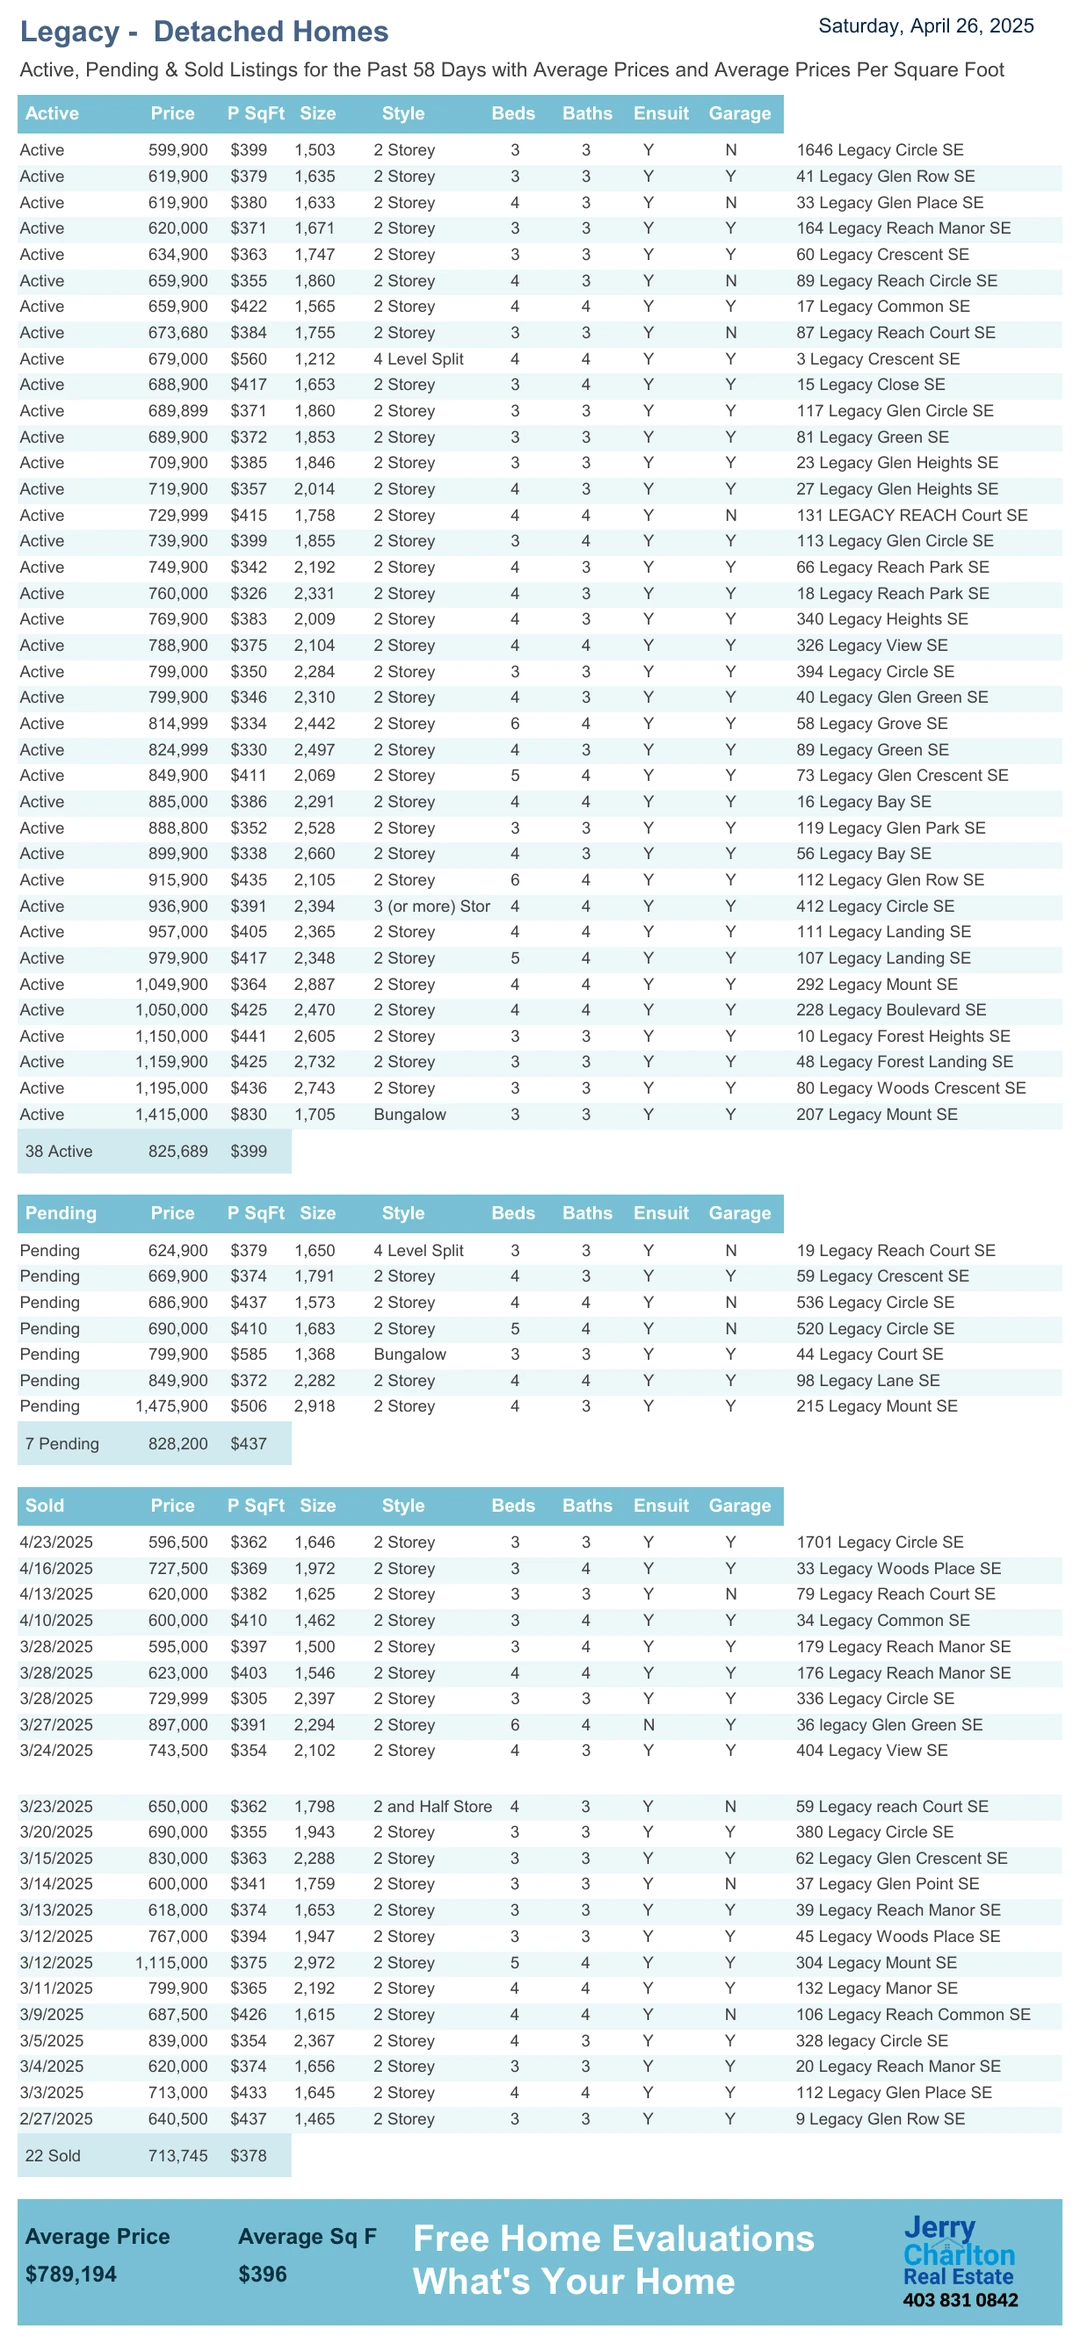 Legacy - Detached Homes
Saturday, April 26, 2025
Active, Pending & Sold Listings for the Past 58 Days with Average Prices and Average Prices Per Square Foot
Active Price P SqFt Size Style Beds Baths Ensuit Garage
Active 599,900 $399 1,503 2 Storey 3 3 Y N 1646 Legacy Circle SE
Active 619,900 $379 1,635 2 Storey 3 3 Y Y 41 Legacy Glen Row SE
Active 619,900 $380 1,633 2 Storey 4 3 Y N 33 Legacy Glen Place SE
Active 620,000 $371 1,671 2 Storey 3 3 Y Y 164 Legacy Reach Manor SE
Active 634,900 $363 1,747 2 Storey 3 3 Y Y 60 Legacy Crescent SE
Active 659,900 $355 1,860 2 Storey 4 3 Y N 89 Legacy Reach Circle SE
Active 659,900 $422 1,565 2 Storey 4 4 Y Y 17 Legacy Common SE
Active 673,680 $384 1,755 2 Storey 3 3 Y N 87 Legacy Reach Court SE
Active 679,000 $560 1,212 4 Level Split 4 4 Y Y 3 Legacy Crescent SE
Active 688,900 $417 1,653 2 Storey 3 4 Y Y 15 Legacy Close SE
Active 689,899 $371 1,860 2 Storey 3 3 Y Y 117 Legacy Glen Circle SE
Active 689,900 $372 1,853 2 Storey 3 3 Y Y 81 Legacy Green SE
Active 709,900 $385 1,846 2 Storey 3 3 Y Y 23 Legacy Glen Heights SE
Active 719,900 $357 2,014 2 Storey 4 3 Y Y 27 Legacy Glen Heights SE
Active 729,999 $415 1,758 2 Storey 4 4 Y N 131 LEGACY REACH Court SE
Active 739,900 $399 1,855 2 Storey 3 4 Y Y 113 Legacy Glen Circle SE
Active 749,900 $342 2,192 2 Storey 4 3 Y Y 66 Legacy Reach Park SE
Active 760,000 $326 2,331 2 Storey 4 3 Y Y 18 Legacy Reach Park SE
Active 769,900 $383 2,009 2 Storey 4 3 Y Y 340 Legacy Heights SE
Active 788,900 $375 2,104 2 Storey 4 4 Y Y 326 Legacy View SE
Active 799,000 $350 2,284 2 Storey 3 3 Y Y 394 Legacy Circle SE
Active 799,900 $346 2,310 2 Storey 4 3 Y Y 40 Legacy Glen Green SE
Active 814,999 $334 2,442 2 Storey 6 4 Y Y 58 Legacy Grove SE
Active 824,999 $330 2,497 2 Storey 4 3 Y Y 89 Legacy Green SE
Active 849,900 $411 2,069 2 Storey 5 4 Y Y 73 Legacy Glen Crescent SE
Active 885,000 $386 2,291 2 Storey 4 4 Y Y 16 Legacy Bay SE
Active 888,800 $352 2,528 2 Storey 3 3 Y Y 119 Legacy Glen Park SE
Active 899,900 $338 2,660 2 Storey 4 3 Y Y 56 Legacy Bay SE
Active 915,900 $435 2,105 2 Storey 6 4 Y Y 112 Legacy Glen Row SE
Active 936,900 $391 2,394 3 (or more) Stor 4 4 Y Y 412 Legacy Circle SE
Active 957,000 $405 2,365 2 Storey 4 4 Y Y 111 Legacy Landing SE
Active 979,900 $417 2,348 2 Storey 5 4 Y Y 107 Legacy Landing SE
Active 1,049,900 $364 2,887 2 Storey 4 4 Y Y 292 Legacy Mount SE
Active 1,050,000 $425 2,470 2 Storey 4 4 Y Y 228 Legacy Boulevard SE
Active 1,150,000 $441 2,605 2 Storey 3 3 Y Y 10 Legacy Forest Heights SE
Active 1,159,900 $425 2,732 2 Storey 3 3 Y Y 48 Legacy Forest Landing SE
Active 1,195,000 $436 2,743 2 Storey 3 3 Y Y 80 Legacy Woods Crescent SE
Active 1,415,000 $830 1,705 Bungalow 3 3 Y Y 207 Legacy Mount SE
38 Active 825,689 $399
Pending Price P SqFt Size Style Beds Baths Ensuit Garage
Pending 624,900 $379 1,650 4 Level Split 3 3 Y N 19 Legacy Reach Court SE
Pending 669,900 $374 1,791 2 Storey 4 3 Y Y 59 Legacy Crescent SE
Pending 686,900 $437 1,573 2 Storey 4 4 Y N 536 Legacy Circle SE
Pending 690,000 $410 1,683 2 Storey 5 4 Y N 520 Legacy Circle SE
Pending 799,900 $585 1,368 Bungalow 3 3 Y Y 44 Legacy Court SE
Pending 849,900 $372 2,282 2 Storey 4 4 Y Y 98 Legacy Lane SE
Pending 1,475,900 $506 2,918 2 Storey 4 3 Y Y 215 Legacy Mount SE
7 Pending 828,200 $437
Sold Price P SqFt Size Style Beds Baths Ensuit Garage
4/23/2025 596,500 $362 1,646 2 Storey 3 3 Y Y 1701 Legacy Circle SE
4/16/2025 727,500 $369 1,972 2 Storey 3 4 Y Y 33 Legacy Woods Place SE
4/13/2025 620,000 $382 1,625 2 Storey 3 3 Y N 79 Legacy Reach Court SE
4/10/2025 600,000 $410 1,462 2 Storey 3 4 Y Y 34 Legacy Common SE
3/28/2025 595,000 $397 1,500 2 Storey 3 4 Y Y 179 Legacy Reach Manor SE
3/28/2025 623,000 $403 1,546 2 Storey 4 4 Y Y 176 Legacy Reach Manor SE
3/28/2025 729,999 $305 2,397 2 Storey 3 3 Y Y 336 Legacy Circle SE
3/27/2025 897,000 $391 2,294 2 Storey 6 4 N Y 36 legacy Glen Green SE
3/24/2025 743,500 $354 2,102 2 Storey 4 3 Y Y 404 Legacy View SE
3/23/2025 650,000 $362 1,798 2 and Half Store 4 3 Y N 59 Legacy reach Court SE
3/20/2025 690,000 $355 1,943 2 Storey 3 3 Y Y 380 Legacy Circle SE
3/15/2025 830,000 $363 2,288 2 Storey 3 3 Y Y 62 Legacy Glen Crescent SE
3/14/2025 600,000 $341 1,759 2 Storey 3 3 Y N 37 Legacy Glen Point SE
3/13/2025 618,000 $374 1,653 2 Storey 3 3 Y Y 39 Legacy Reach Manor SE
3/12/2025 767,000 $394 1,947 2 Storey 3 3 Y Y 45 Legacy Woods Place SE
3/12/2025 1,115,000 $375 2,972 2 Storey 5 4 Y Y 304 Legacy Mount SE
3/11/2025 799,900 $365 2,192 2 Storey 4 4 Y Y 132 Legacy Manor SE
3/9/2025 687,500 $426 1,615 2 Storey 4 4 Y N 106 Legacy Reach Common SE
3/5/2025 839,000 $354 2,367 2 Storey 4 3 Y Y 328 legacy Circle SE
3/4/2025 620,000 $374 1,656 2 Storey 3 3 Y Y 20 Legacy Reach Manor SE
3/3/2025 713,000 $433 1,645 2 Storey 4 4 Y Y 112 Legacy Glen Place SE
2/27/2025 640,500 $437 1,465 2 Storey 3 3 Y Y 9 Legacy Glen Row SE
22 Sold 713,745 $378
Average Price Average Sq F
$789,194 $396
Free Home Evaluations
What's Your Home
Jerry
Charlton
Real Estate
403 831 0842